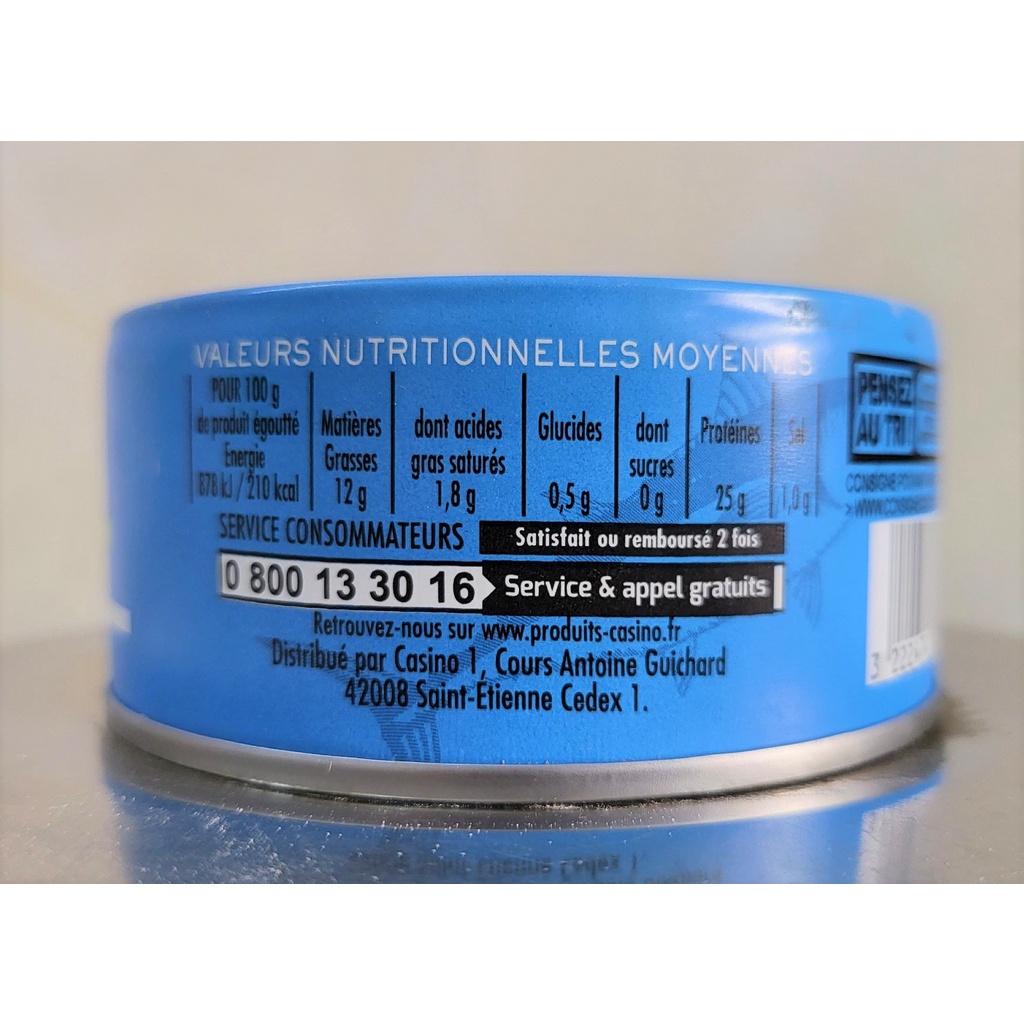 VALEURS NUTRITIONNELLES MOYENNES
POUR 100 g
de produit égoutté
Energie
878 kJ / 210 kcal
Matières
Grasses
12 g
dont acides
gras saturés
1,8 g
Glucides
0,5 g
dont
sucres
0 g
Protéines
25 g
Sel
1,0 g
PENSEZ
AU TRI
SERVICE CONSOMMATEURS
Satisfait ou remboursé 2 fois
0 800 13 30 16
Service & appel gratuits
Retrouvez-nous sur www.produits-casino.fr
Distribué par Casino 1, Cours Antoine Guichard
42008 Saint-Étienne Cedex 1.